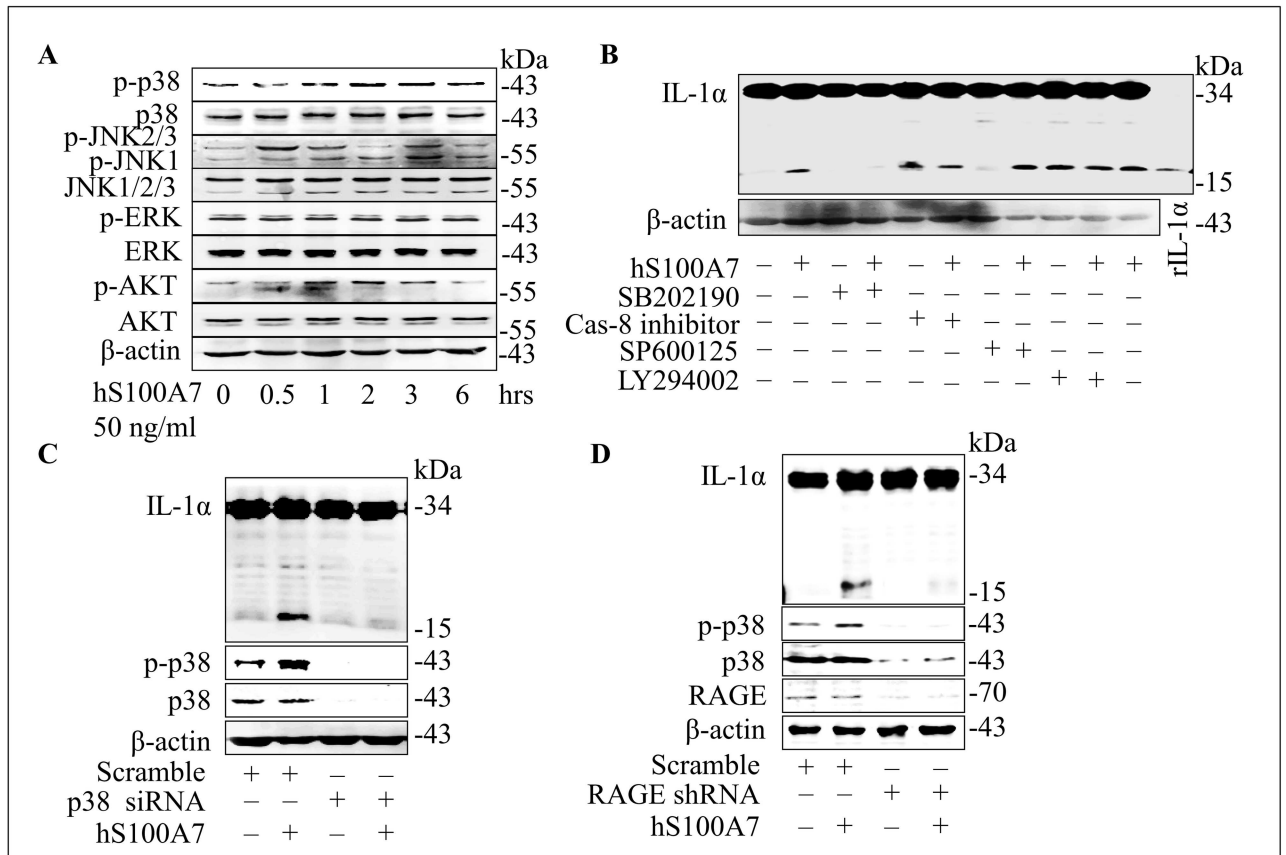 A
kDa
p-p38 -43
p38 -43
p-JNK2/3
p-JNK1 -55
JNK1/2/3 -55
p-ERK -43
ERK -43
p-AKT -55
AKT -55
β-actin -43
hS100A7 0 0.5 1 2 3 6 hrs
50 ng/ml
B
kDa
IL-1α -34
-15
β-actin -43
rIL-1α
hS100A7 – + – + – + – + – + +
SB202190 – – + + – – – – – – –
Cas-8 inhibitor – – – – + + – – – – –
SP600125 – – – – – – + + – – –
LY294002 – – – – – – – – + + –
C
kDa
IL-1α -34
-15
p-p38 -43
p38 -43
β-actin -43
Scramble + + – –
p38 siRNA – – + +
hS100A7 – + – +
D
kDa
IL-1α -34
-15
p-p38 -43
p38 -43
RAGE -70
β-actin -43
Scramble + + – –
RAGE shRNA – – + +
hS100A7 – + – +